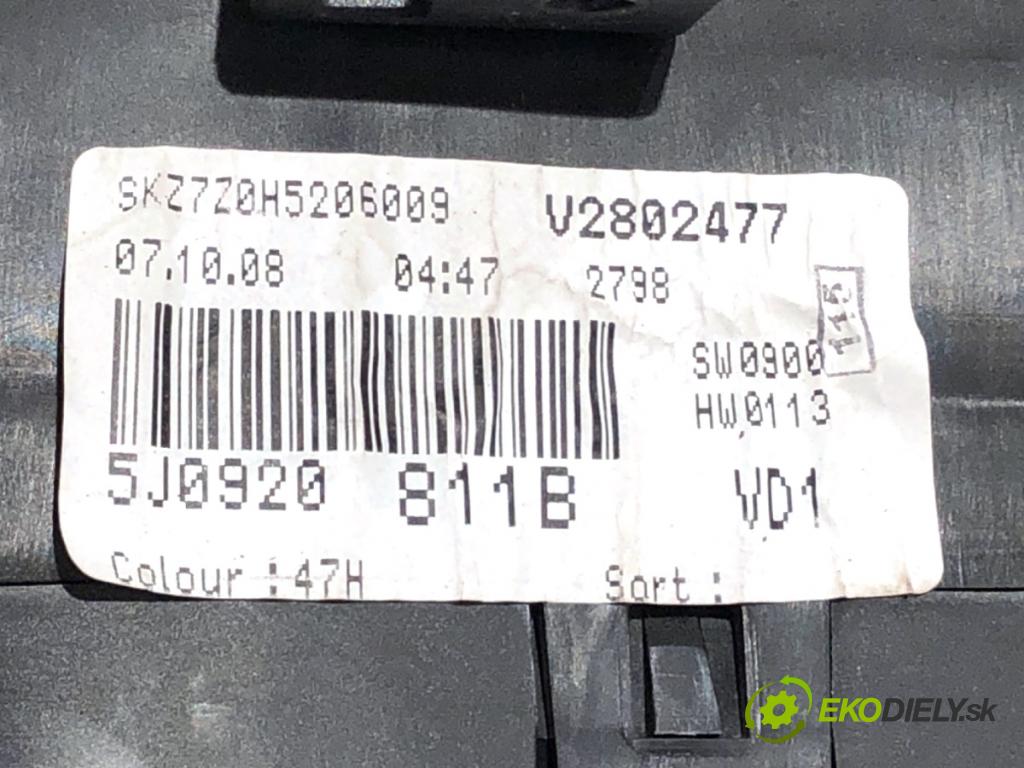 SKZ7Z0H5206009 V2802477
07.10.08 04:47 2798
115
SW0900
HW0113
5J0920 811B VD1
Colour :47H Sort :
EKODIELY.sk